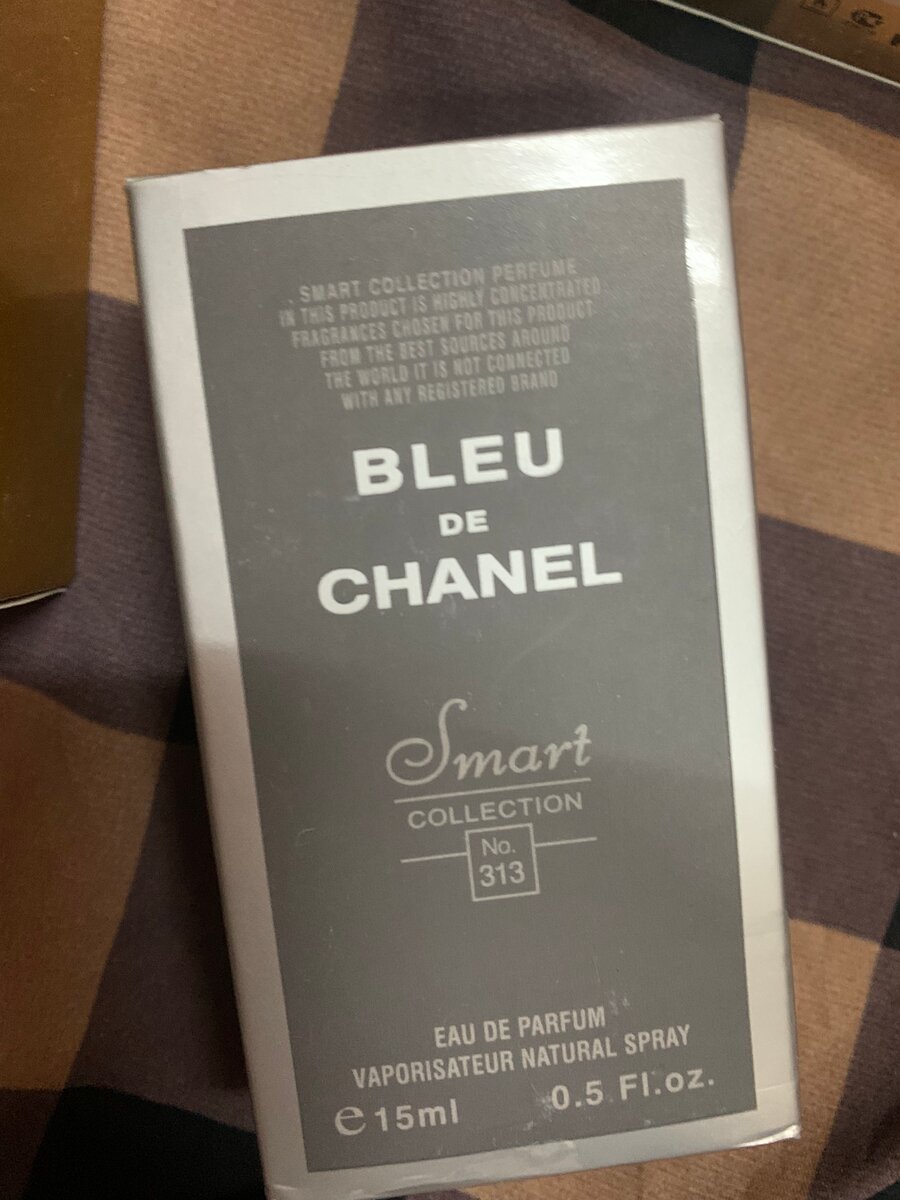 SMART COLLECTION PERFUME
IN THIS PRODUCT IS HIGHLY CONCENTRATED
FRAGRANCES CHOSEN FOR THIS PRODUCT
FROM THE BEST SOURCES AROUND
THE WORLD IT IS NOT CONNECTED
WITH ANY REGISTERED BRAND
BLEU
DE
CHANEL
Smart
COLLECTION
No.
313
EAU DE PARFUM
VAPORISATEUR NATURAL SPRAY
e 15ml 0.5 Fl.oz.